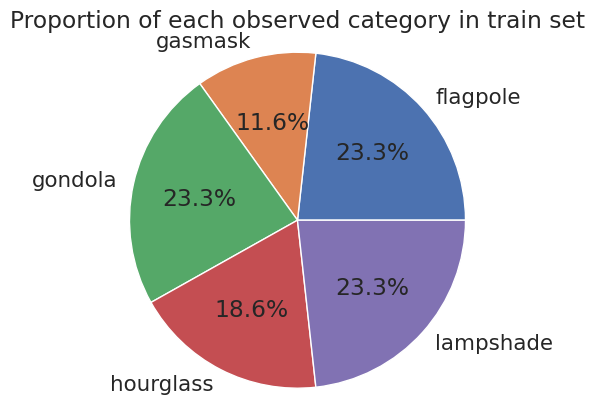 Proportion of each observed category in train set
gasmask
flagpole
11.6%
23.3%
gondola
23.3%
18.6%
23.3%
lampshade
hourglass